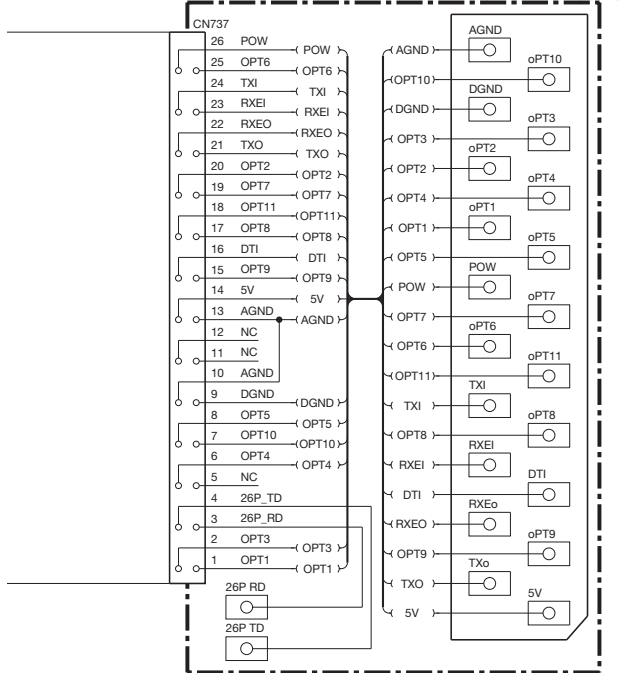 CN737
26 POW ( POW )
25 OPT6 ( OPT6 )
24 TXI ( TXI )
23 RXEI ( RXEI )
22 RXEO ( RXEO )
21 TXO ( TXO )
20 OPT2 ( OPT2 )
19 OPT7 ( OPT7 )
18 OPT11 ( OPT11 )
17 OPT8 ( OPT8 )
16 DTI ( DTI )
15 OPT9 ( OPT9 )
14 5V ( 5V )
13 AGND ( AGND )
12 NC
11 NC
10 AGND
9 DGND ( DGND )
8 OPT5 ( OPT5 )
7 OPT10 ( OPT10 )
6 OPT4 ( OPT4 )
5 NC
4 26P_TD
3 26P_RD
2 OPT3 ( OPT3 )
1 OPT1 ( OPT1 )
26P RD
26P TD
( AGND ) AGND
( OPT10 ) oPT10
( DGND ) DGND
( OPT3 ) oPT3
( OPT2 ) oPT2
( OPT4 ) oPT4
( OPT1 ) oPT1
( OPT5 ) oPT5
( POW ) POW
( OPT7 ) oPT7
( OPT6 ) oPT6
( OPT11 ) oPT11
( TXI ) TXI
( OPT8 ) oPT8
( RXEI ) RXEI
( DTI ) DTI
( RXEO ) RXEo
( OPT9 ) oPT9
( TXO ) TXo
( 5V ) 5V